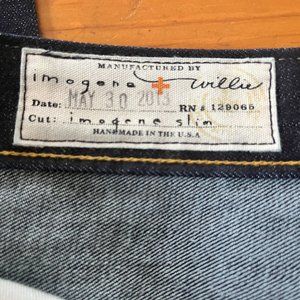 MANUFACTURED BY
imogene + willie
Date: MAY 30 2013 RN # 129065
Cut: imogene slim
HANDMADE IN THE U.S.A